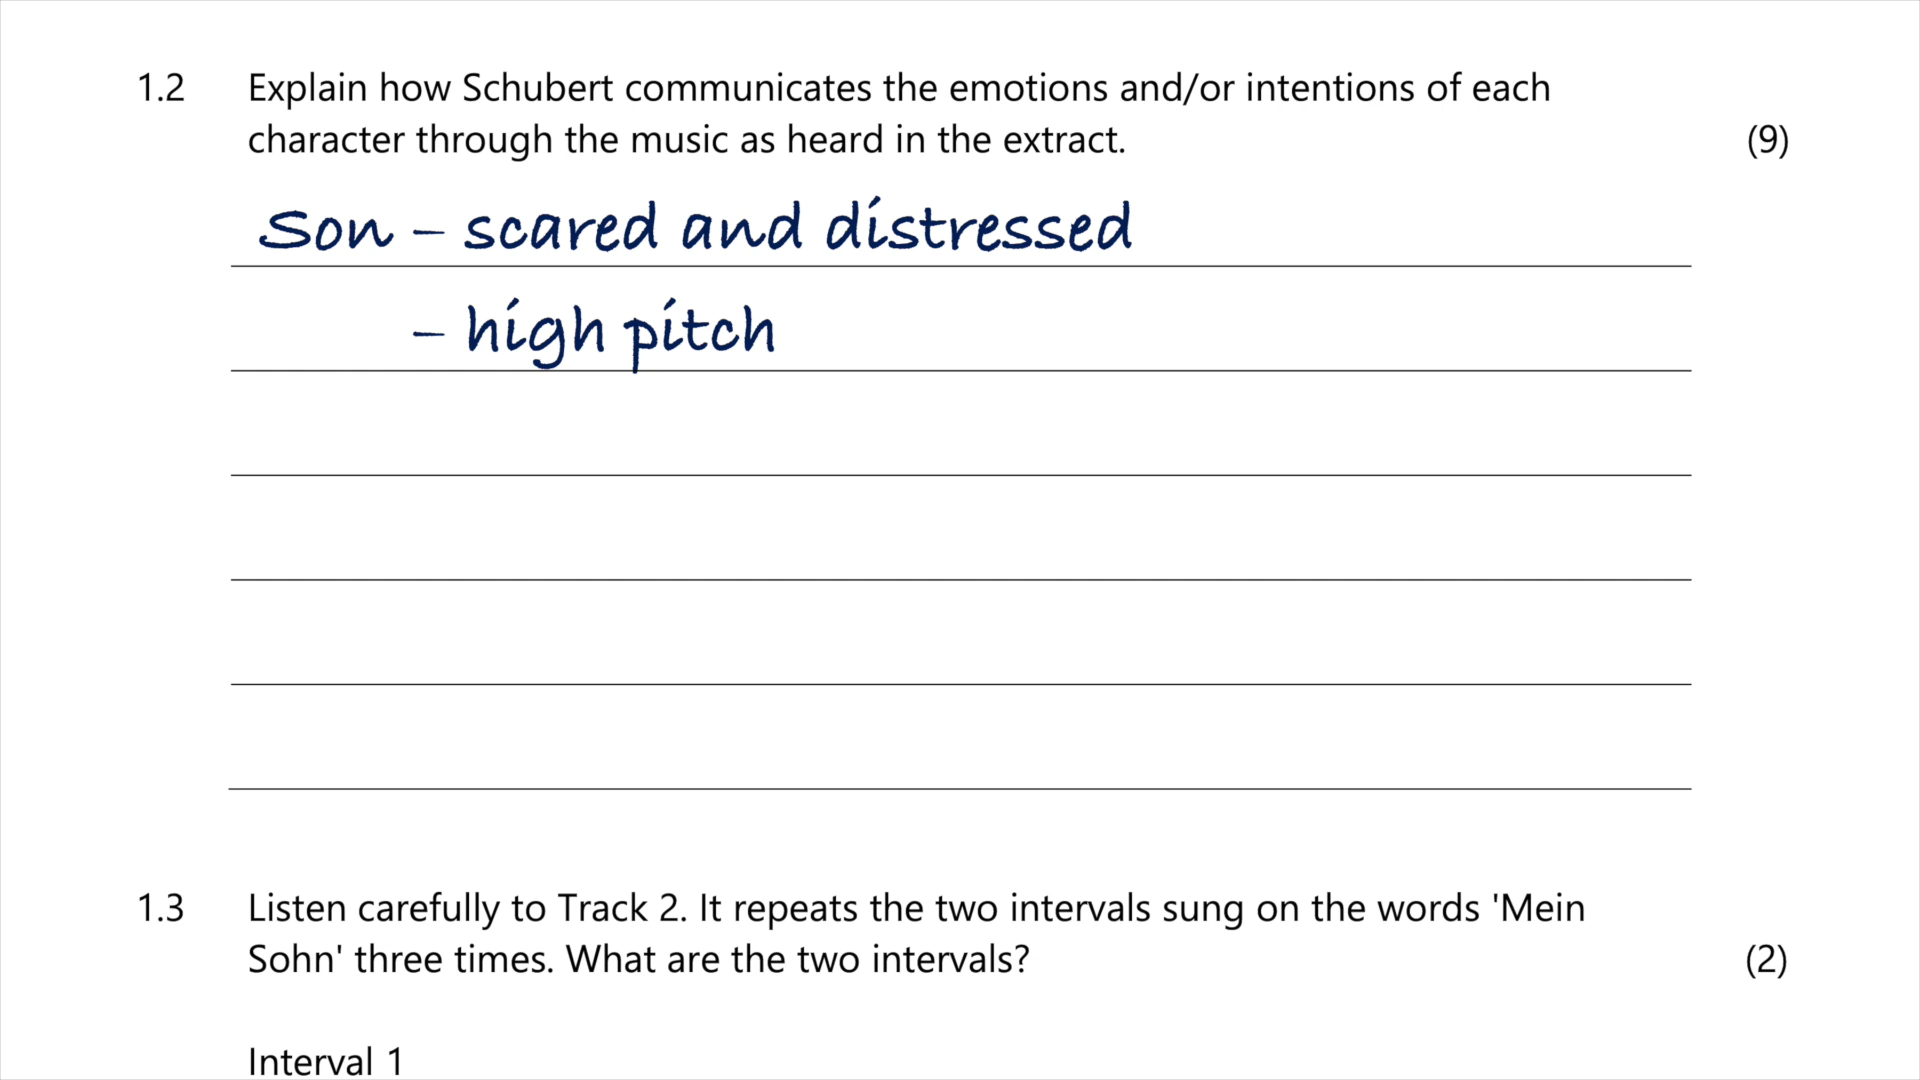 1.2 Explain how Schubert communicates the emotions and/or intentions of each
character through the music as heard in the extract. (9)
Son – scared and distressed
– high pitch
1.3 Listen carefully to Track 2. It repeats the two intervals sung on the words 'Mein
Sohn' three times. What are the two intervals? (2)
Interval 1